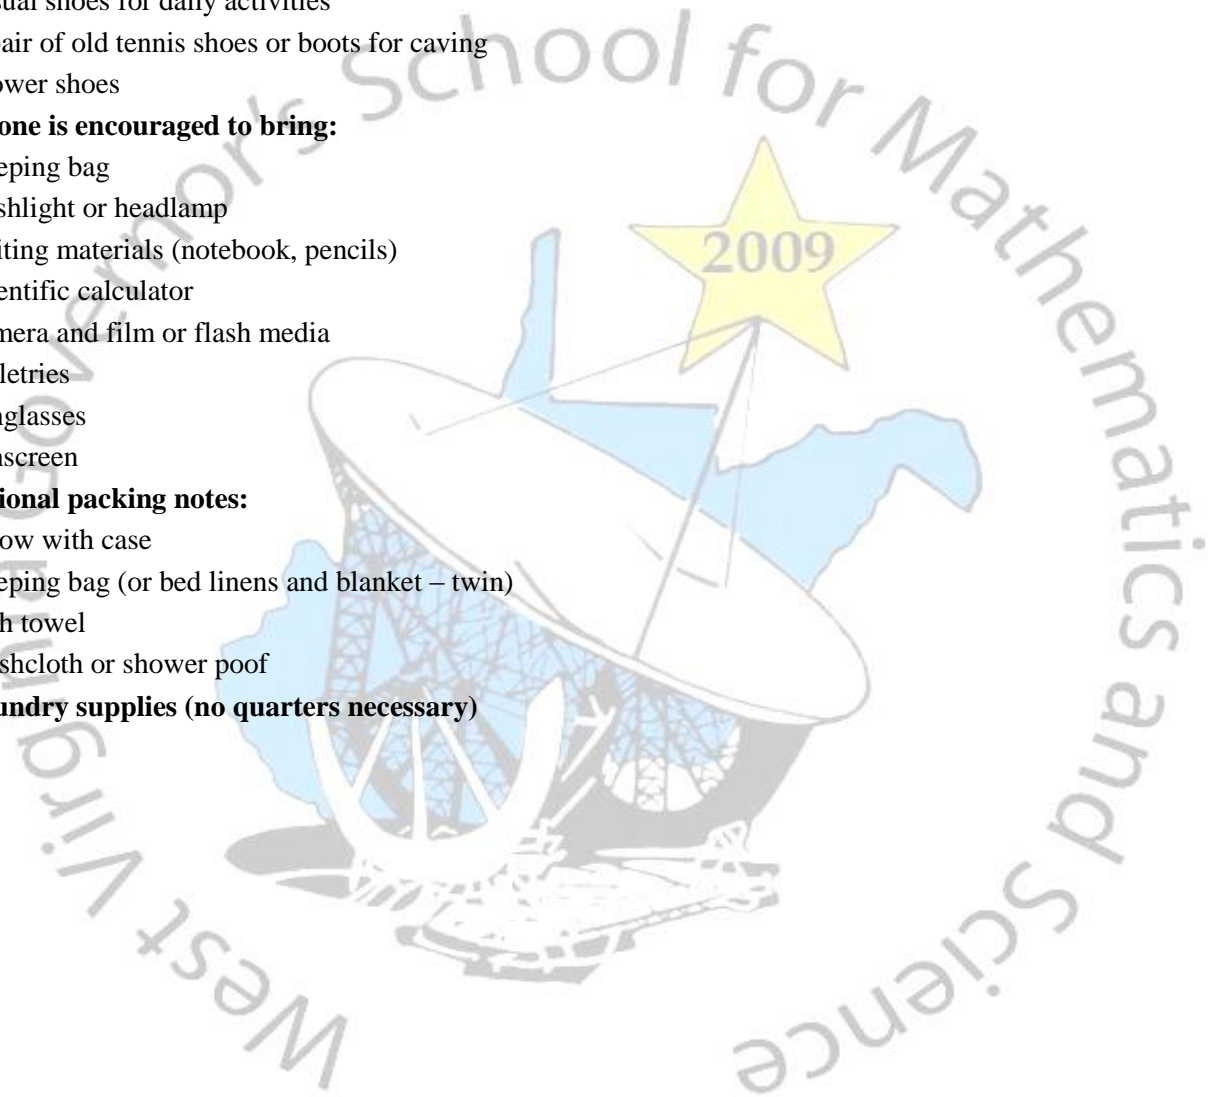 sual shoes for daily activities
air of old tennis shoes or boots for caving
ower shoes
one is encouraged to bring:
eping bag
shlight or headlamp
iting materials (notebook, pencils)
entific calculator
mera and film or flash media
letries
nglasses
nscreen
ional packing notes:
ow with case
eping bag (or bed linens and blanket – twin)
h towel
shcloth or shower poof
undry supplies (no quarters necessary)
West Virginia Governor's School for Mathematics and Science
2009